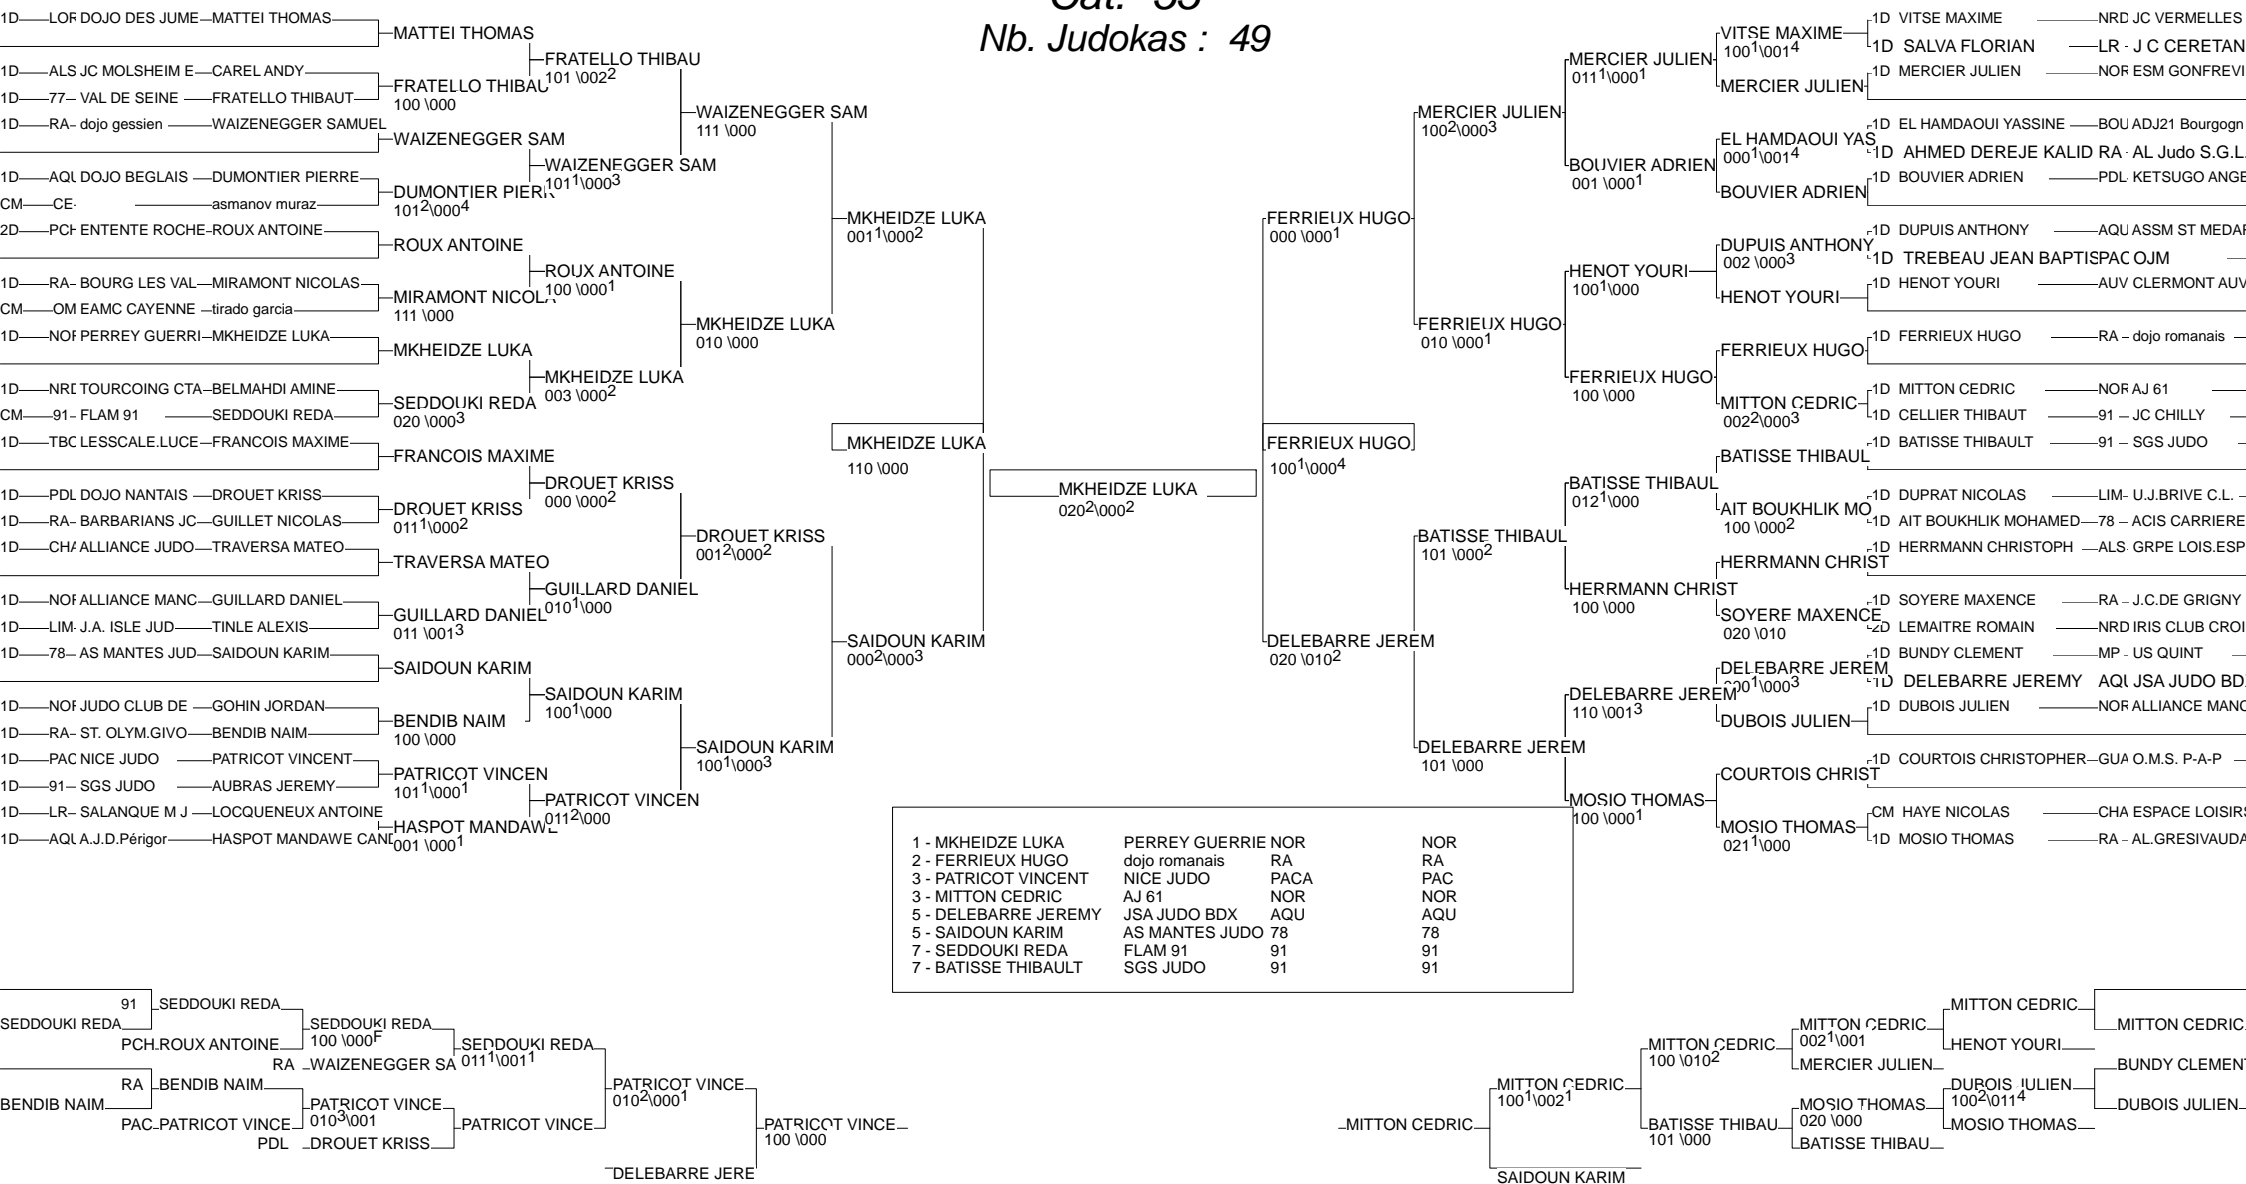 Nb. Judokas : 49
1D LOR DOJO DES JUME MATTEI THOMAS
1D ALS JC MOLSHEIM E CAREL ANDY
1D 77 VAL DE SEINE FRATELLO THIBAUT
1D RA dojo gessien WAIZENEGGER SAMUEL
1D AQU DOJO BEGLAIS DUMONTIER PIERRE
CM CE asmanov muraz
2D PCH ENTENTE ROCHE ROUX ANTOINE
1D RA BOURG LES VAL MIRAMONT NICOLAS
CM OM EAMC CAYENNE tirado garcia
1D NOR PERREY GUERRI MKHEIDZE LUKA
1D NRD TOURCOING CTA BELMAHDI AMINE
CM 91 FLAM 91 SEDDOUKI REDA
1D TBO LESSCALE.LUCE FRANCOIS MAXIME
1D PDL DOJO NANTAIS DROUET KRISS
1D RA BARBARIANS JC GUILLET NICOLAS
1D CHA ALLIANCE JUDO TRAVERSA MATEO
1D NOR ALLIANCE MANC GUILLARD DANIEL
1D LIM J.A. ISLE JUD TINLE ALEXIS
1D 78 AS MANTES JUD SAIDOUN KARIM
1D NOR JUDO CLUB DE GOHIN JORDAN
1D RA ST. OLYM.GIVO BENDIB NAIM
1D PAC NICE JUDO PATRICOT VINCENT
1D 91 SGS JUDO AUBRAS JEREMY
1D LR SALANQUE M J LOCQUENEUX ANTOINE
1D AQU A.J.D.Périgor HASPOT MANDAWE CAND
MATTEI THOMAS
FRATELLO THIBAU
100 \000
WAIZENEGGER SAM
DUMONTIER PIERR
101² \000⁴
ROUX ANTOINE
MIRAMONT NICOLA
111 \000
MKHEIDZE LUKA
SEDDOUKI REDA
020 \000³
FRANCOIS MAXIME
DROUET KRISS
011¹\000²
TRAVERSA MATEO
GUILLARD DANIEL
011 \001³
SAIDOUN KARIM
BENDIB NAIM
100 \000
PATRICOT VINCEN
101¹\000¹
HASPOT MANDAWE
001 \000¹
FRATELLO THIBAU
101 \002²
WAIZENEGGER SAM
101¹\000³
ROUX ANTOINE
100 \000¹
MKHEIDZE LUKA
003 \000²
DROUET KRISS
000 \000²
GUILLARD DANIEL
010¹\000
SAIDOUN KARIM
100¹\000
PATRICOT VINCEN
011²\000
WAIZENEGGER SAM
111 \000
MKHEIDZE LUKA
010 \000
DROUET KRISS
001²\000²
SAIDOUN KARIM
100¹\000³
MKHEIDZE LUKA
001¹\000²
MKHEIDZE LUKA
110 \000
SAIDOUN KARIM
000²\000³
MKHEIDZE LUKA
020²\000²
FERRIEUX HUGO
000 \000¹
FERRIEUX HUGO
100¹\000⁴
DELEBARRE JEREM
020 \010²
MERCIER JULIEN
100²\000³
FERRIEUX HUGO
010 \000¹
BATISSE THIBAUL
101 \000²
DELEBARRE JEREM
101 \000
MERCIER JULIEN
011¹\000¹
BOUVIER ADRIEN
001 \000¹
HENOT YOURI
100¹\000
FERRIEUX HUGO
100 \000
BATISSE THIBAUL
012¹\000
HERRMANN CHRIST
100 \000
DELEBARRE JEREM
110 \001³
MOSIO THOMAS
100 \000¹
VITSE MAXIME
100¹\001⁴
MERCIER JULIEN
EL HAMDAOUI YAS
000¹\001⁴
BOUVIER ADRIEN
DUPUIS ANTHONY
002 \000³
HENOT YOURI
FERRIEUX HUGO
MITTON CEDRIC
002²\000³
BATISSE THIBAUL
AIT BOUKHLIK MO
100 \000²
HERRMANN CHRIST
SOYERE MAXENCE
020 \010
DELEBARRE JEREM
000¹\000³
DUBOIS JULIEN
COURTOIS CHRIST
MOSIO THOMAS
021¹\000
1D VITSE MAXIME NRD JC VERMELLES
1D SALVA FLORIAN LR - J C CERETAN
1D MERCIER JULIEN NOR ESM GONFREVI
1D EL HAMDAOUI YASSINE BOU ADJ21 Bourgogn
1D AHMED DEREJE KALID RA - AL Judo S.G.L.
1D BOUVIER ADRIEN PDL KETSUGO ANGE
1D DUPUIS ANTHONY AQU ASSM ST MEDAR
1D TREBEAU JEAN BAPTIS PAC OJM
1D HENOT YOURI AUV CLERMONT AUV
1D FERRIEUX HUGO RA - dojo romanais
1D MITTON CEDRIC NOR AJ 61
1D CELLIER THIBAUT 91 - JC CHILLY
1D BATISSE THIBAULT 91 - SGS JUDO
1D DUPRAT NICOLAS LIM- U.J.BRIVE C.L.
1D AIT BOUKHLIK MOHAMED 78 - ACIS CARRIERE
1D HERRMANN CHRISTOPH ALS GRPE LOIS.ESP
1D SOYERE MAXENCE RA - J.C.DE GRIGNY
2D LEMAITRE ROMAIN NRD IRIS CLUB CROI
1D BUNDY CLEMENT MP - US QUINT
1D DELEBARRE JEREMY AQU JSA JUDO BDX
1D DUBOIS JULIEN NOR ALLIANCE MANC
1D COURTOIS CHRISTOPHER GUA O.M.S. P-A-P
CM HAYE NICOLAS CHA ESPACE LOISIRS
1D MOSIO THOMAS RA - AL.GRESIVAUDA
1 - MKHEIDZE LUKA PERREY GUERRIE NOR NOR
2 - FERRIEUX HUGO dojo romanais RA RA
3 - PATRICOT VINCENT NICE JUDO PACA PAC
3 - MITTON CEDRIC AJ 61 NOR NOR
5 - DELEBARRE JEREMY JSA JUDO BDX AQU AQU
5 - SAIDOUN KARIM AS MANTES JUDO 78 78
7 - SEDDOUKI REDA FLAM 91 91 91
7 - BATISSE THIBAULT SGS JUDO 91 91
SEDDOUKI REDA
BENDIB NAIM
91 SEDDOUKI REDA
PCH ROUX ANTOINE
RA WAIZENEGGER SA
RA BENDIB NAIM
PAC PATRICOT VINCE
PDL DROUET KRISS
SEDDOUKI REDA
100 \000F
PATRICOT VINCE
010³\001
SEDDOUKI REDA
011¹\001¹
PATRICOT VINCE
PATRICOT VINCE
010²\000¹
DELEBARRE JERE
PATRICOT VINCE
100 \000
MITTON CEDRIC
MITTON CEDRIC
100¹\002¹
SAIDOUN KARIM
MITTON CEDRIC
100 \010²
BATISSE THIBAU
101 \000
MITTON CEDRIC
002¹\001
MERCIER JULIEN
MOSIO THOMAS
020 \000
BATISSE THIBAU
MITTON CEDRIC
HENOT YOURI
DUBOIS JULIEN
100²\011⁴
MOSIO THOMAS
MITTON CEDRIC
BUNDY CLEMENT
DUBOIS JULIEN